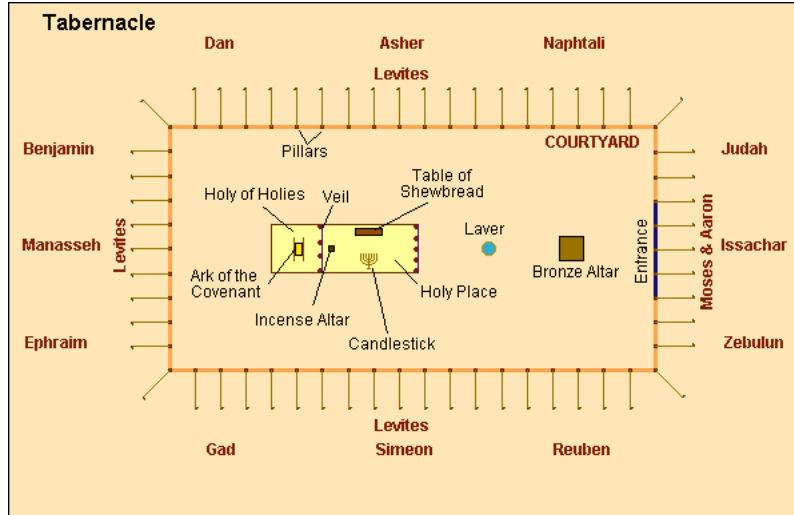 Tabernacle
Dan
Asher
Naphtali
Levites
Benjamin
Pillars
COURTYARD
Judah
Table of
Shewbread
Holy of Holies
Veil
Laver
Manasseh
Levites
Entrance
Moses & Aaron
Issachar
Ark of the
Covenant
Bronze Altar
Holy Place
Incense Altar
Candlestick
Ephraim
Zebulun
Levites
Gad
Simeon
Reuben